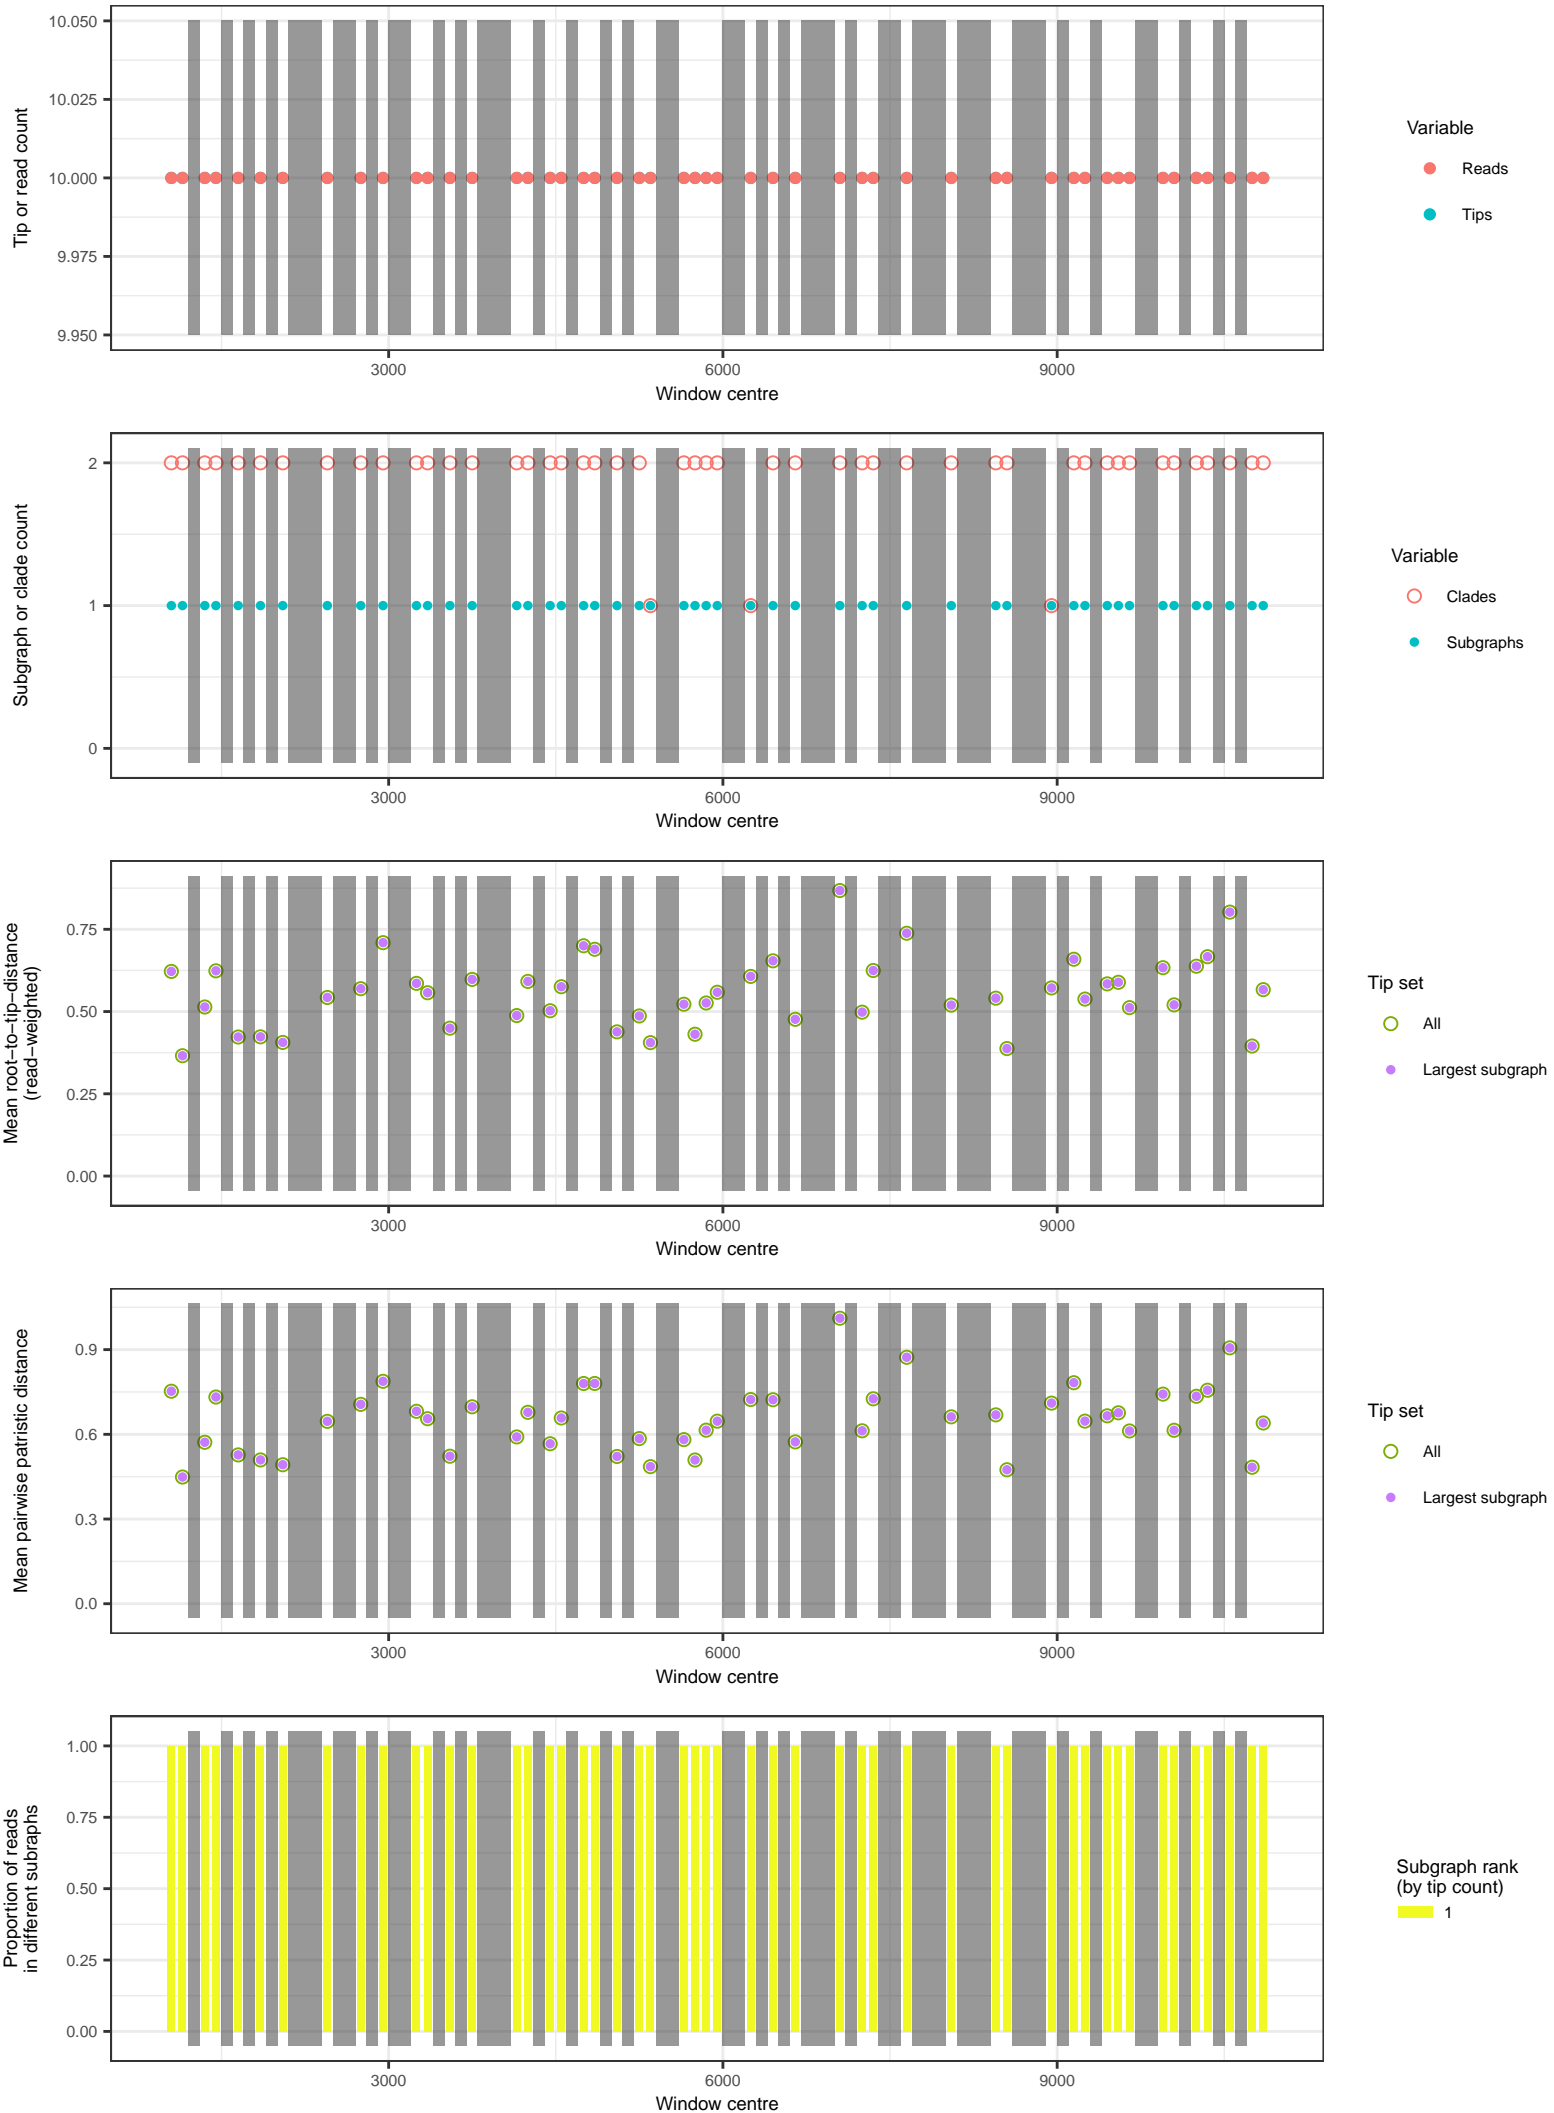 10.050
10.025
10.000
9.975
9.950
Tip or read count
3000
6000
9000
Window centre
Variable
Reads
Tips
2
1
0
Subgraph or clade count
3000
6000
9000
Window centre
Variable
Clades
Subgraphs
0.75
0.50
0.25
0.00
Mean root−to−tip−distance
(read−weighted)
3000
6000
9000
Window centre
Tip set
All
Largest subgraph
0.9
0.6
0.3
0.0
Mean pairwise patristic distance
3000
6000
9000
Window centre
Tip set
All
Largest subgraph
1.00
0.75
0.50
0.25
0.00
Proportion of reads
in different subraphs
3000
6000
9000
Window centre
Subgraph rank
(by tip count)
1